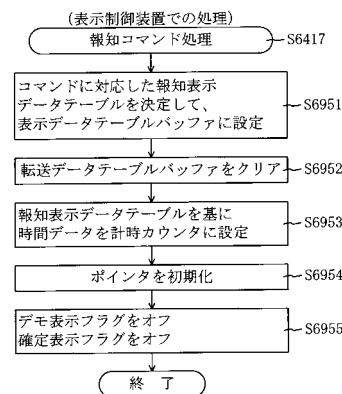 (表示制御装置での処理)
報知コマンド処理
S6417
コマンドに対応した報知表示
データテーブルを決定して、
表示データテーブルバッファに設定
S6951
転送データテーブルバッファをクリア
S6952
報知表示データテーブルを基に
時間データを計時カウンタに設定
S6953
ポインタを初期化
S6954
デモ表示フラグをオフ
確定表示フラグをオフ
S6955
終 了